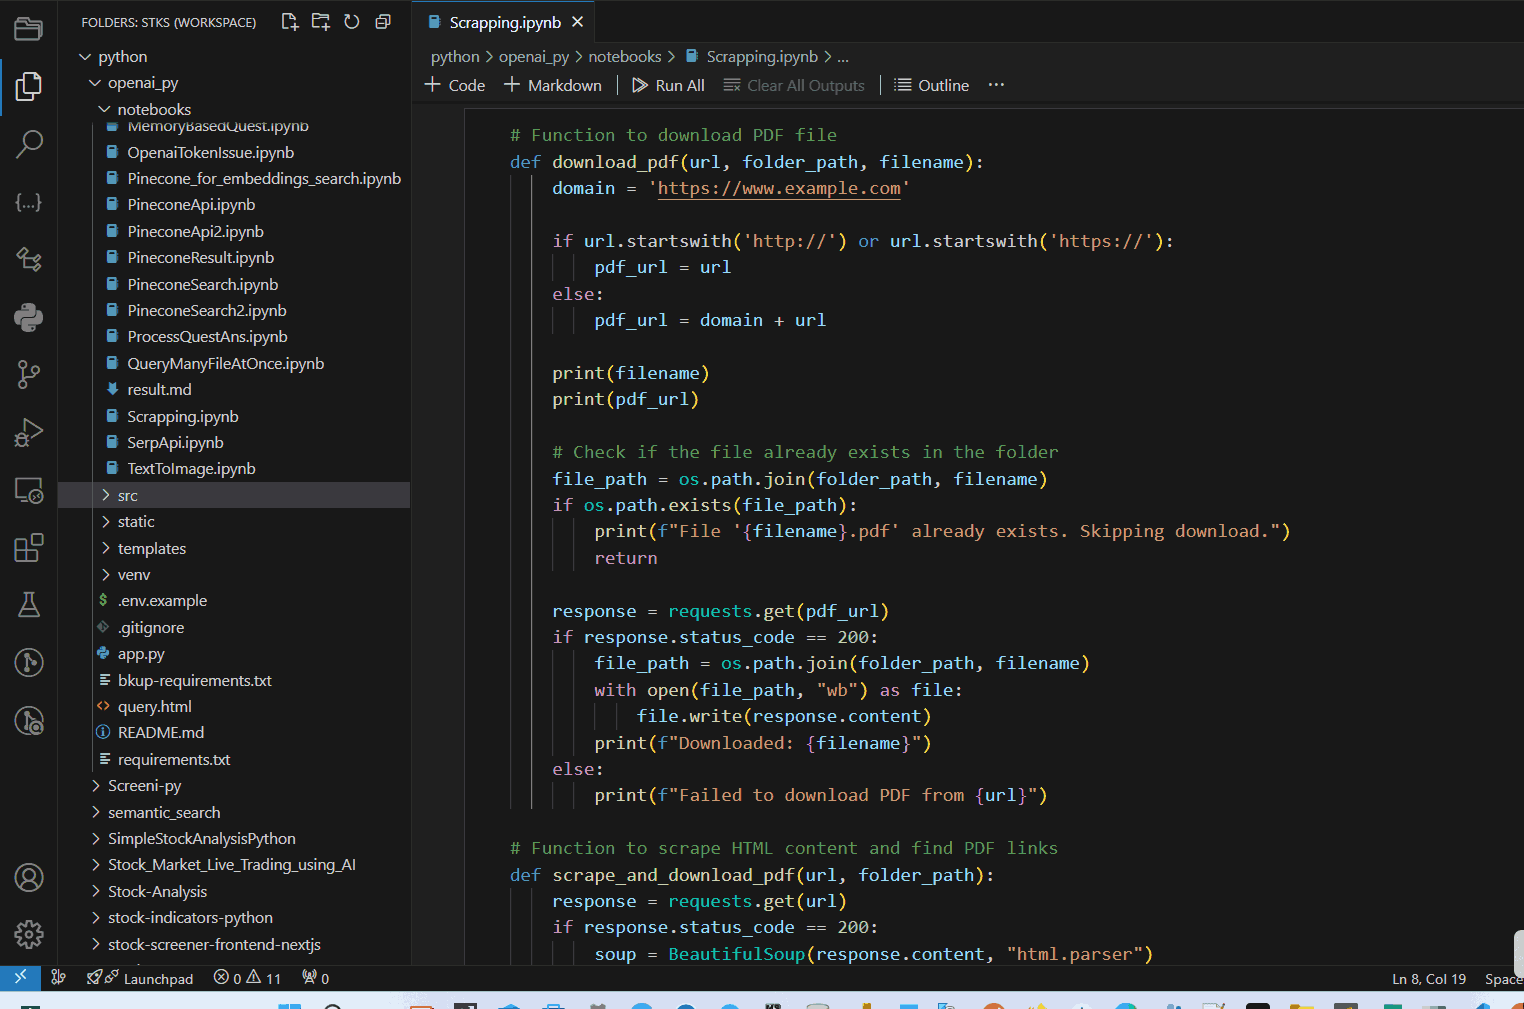 FOLDERS: STKS (WORKSPACE)
python
openai_py
notebooks
MemoryBasedQuest.ipynb
OpenaiTokenIssue.ipynb
Pinecone_for_embeddings_search.ipynb
PineconeApi.ipynb
PineconeApi2.ipynb
PineconeResult.ipynb
PineconeSearch.ipynb
PineconeSearch2.ipynb
ProcessQuestAns.ipynb
QueryManyFileAtOnce.ipynb
result.md
Scrapping.ipynb
SerpApi.ipynb
TextToImage.ipynb
src
static
templates
venv
.env.example
.gitignore
app.py
bkup-requirements.txt
query.html
README.md
requirements.txt
Screeni-py
semantic_search
SimpleStockAnalysisPython
Stock_Market_Live_Trading_using_AI
Stock-Analysis
stock-indicators-python
stock-screener-frontend-nextjs
Scrapping.ipynb
python > openai_py > notebooks > Scrapping.ipynb > ...
+ Code + Markdown | Run All Clear All Outputs | Outline ...
# Function to download PDF file
def download_pdf(url, folder_path, filename):
    domain = 'https://www.example.com'
    if url.startswith('http://') or url.startswith('https://'):
        pdf_url = url
    else:
        pdf_url = domain + url
    print(filename)
    print(pdf_url)
    # Check if the file already exists in the folder
    file_path = os.path.join(folder_path, filename)
    if os.path.exists(file_path):
        print(f"File '{filename}.pdf' already exists. Skipping download.")
        return
    response = requests.get(pdf_url)
    if response.status_code == 200:
        file_path = os.path.join(folder_path, filename)
        with open(file_path, "wb") as file:
            file.write(response.content)
        print(f"Downloaded: {filename}")
    else:
        print(f"Failed to download PDF from {url}")
# Function to scrape HTML content and find PDF links
def scrape_and_download_pdf(url, folder_path):
    response = requests.get(url)
    if response.status_code == 200:
        soup = BeautifulSoup(response.content, "html.parser")
Launchpad 0 11 0
Ln 8, Col 19 Space